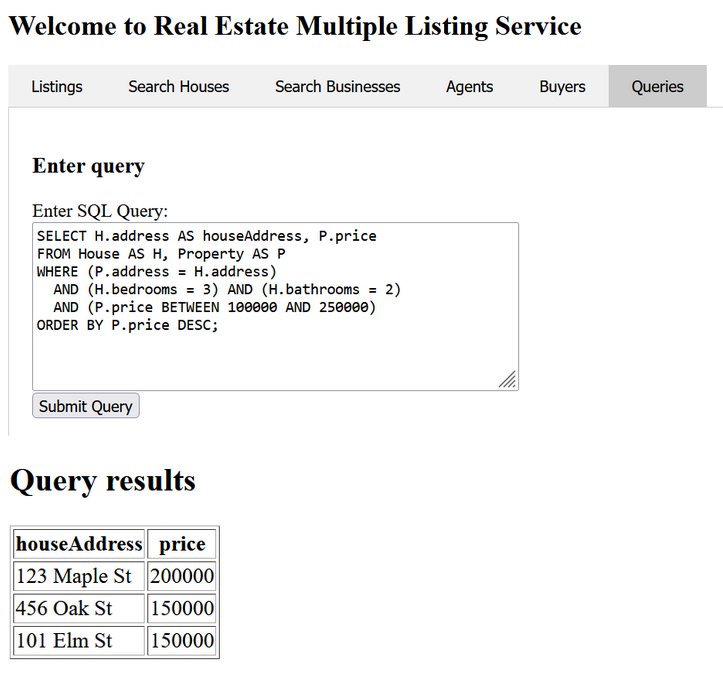 Welcome to Real Estate Multiple Listing Service
Listings Search Houses Search Businesses Agents Buyers Queries
Enter query
Enter SQL Query:
SELECT H.address AS houseAddress, P.price
FROM House AS H, Property AS P
WHERE (P.address = H.address)
  AND (H.bedrooms = 3) AND (H.bathrooms = 2)
  AND (P.price BETWEEN 100000 AND 250000)
ORDER BY P.price DESC;
Submit Query
Query results
houseAddress price
123 Maple St 200000
456 Oak St 150000
101 Elm St 150000